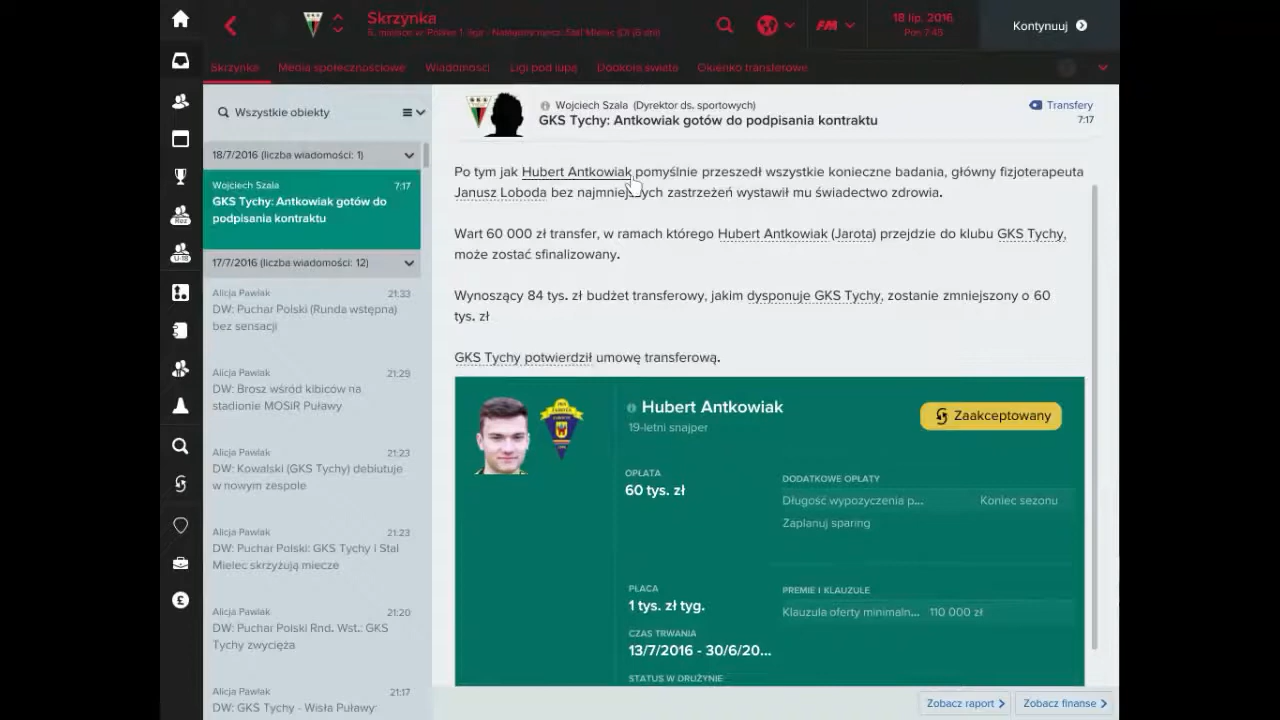 Skrzynka
5. miejsce w: Polska 1. liga - Następny mecz: Stal Mielec (D) (6 dni)
18 lip. 2016
Pon 7:45
Kontynuuj
Skrzynka
Media społecznościowe
Wiadomości
Ligi pod lupą
Dookoła świata
Okienko transferowe
Wszystkie obiekty
18/7/2016 (liczba wiadomości: 1)
Wojciech Szala 7:17
GKS Tychy: Antkowiak gotów do
podpisania kontraktu
17/7/2016 (liczba wiadomości: 12)
Alicja Pawlak 21:33
DW: Puchar Polski (Runda wstępna)
bez sensacji
Alicja Pawlak 21:29
DW: Brosz wśród kibiców na
stadionie MOSiR Puławy
Alicja Pawlak 21:23
DW: Kowalski (GKS Tychy) debiutuje
w nowym zespole
Alicja Pawlak 21:23
DW: Puchar Polski: GKS Tychy i Stal
Mielec skrzyżują miecze
Alicja Pawlak 21:20
DW: Puchar Polski Rnd. Wst.: GKS
Tychy zwycięża
Alicja Pawlak 21:17
DW: GKS Tychy - Wisła Puławy:
Wojciech Szala (Dyrektor ds. sportowych)
GKS Tychy: Antkowiak gotów do podpisania kontraktu
Transfery
7:17
Po tym jak Hubert Antkowiak pomyślnie przeszedł wszystkie konieczne badania, główny fizjoterapeuta
Janusz Loboda bez najmniejszych zastrzeżeń wystawił mu świadectwo zdrowia.
Wart 60 000 zł transfer, w ramach którego Hubert Antkowiak (Jarota) przejdzie do klubu GKS Tychy,
może zostać sfinalizowany.
Wynoszący 84 tys. zł budżet transferowy, jakim dysponuje GKS Tychy, zostanie zmniejszony o 60
tys. zł
GKS Tychy potwierdził umowę transferową.
Hubert Antkowiak
19-letni snajper
Zaakceptowany
OPŁATA
60 tys. zł
DODATKOWE OPŁATY
Długość wypożyczenia p... Koniec sezonu
Zaplanuj sparing
PŁACA
1 tys. zł tyg.
PREMIE I KLAUZULE
Klauzula oferty minimaln... 110 000 zł
CZAS TRWANIA
13/7/2016 - 30/6/20...
STATUS W DRUŻYNIE
Zobacz raport
Zobacz finanse